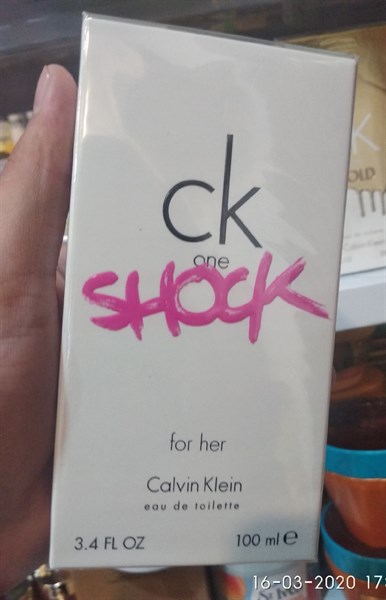 ck
one
SHOCK
for her
Calvin Klein
eau de toilette
3.4 FL OZ 100 ml e
16-03-2020 17: